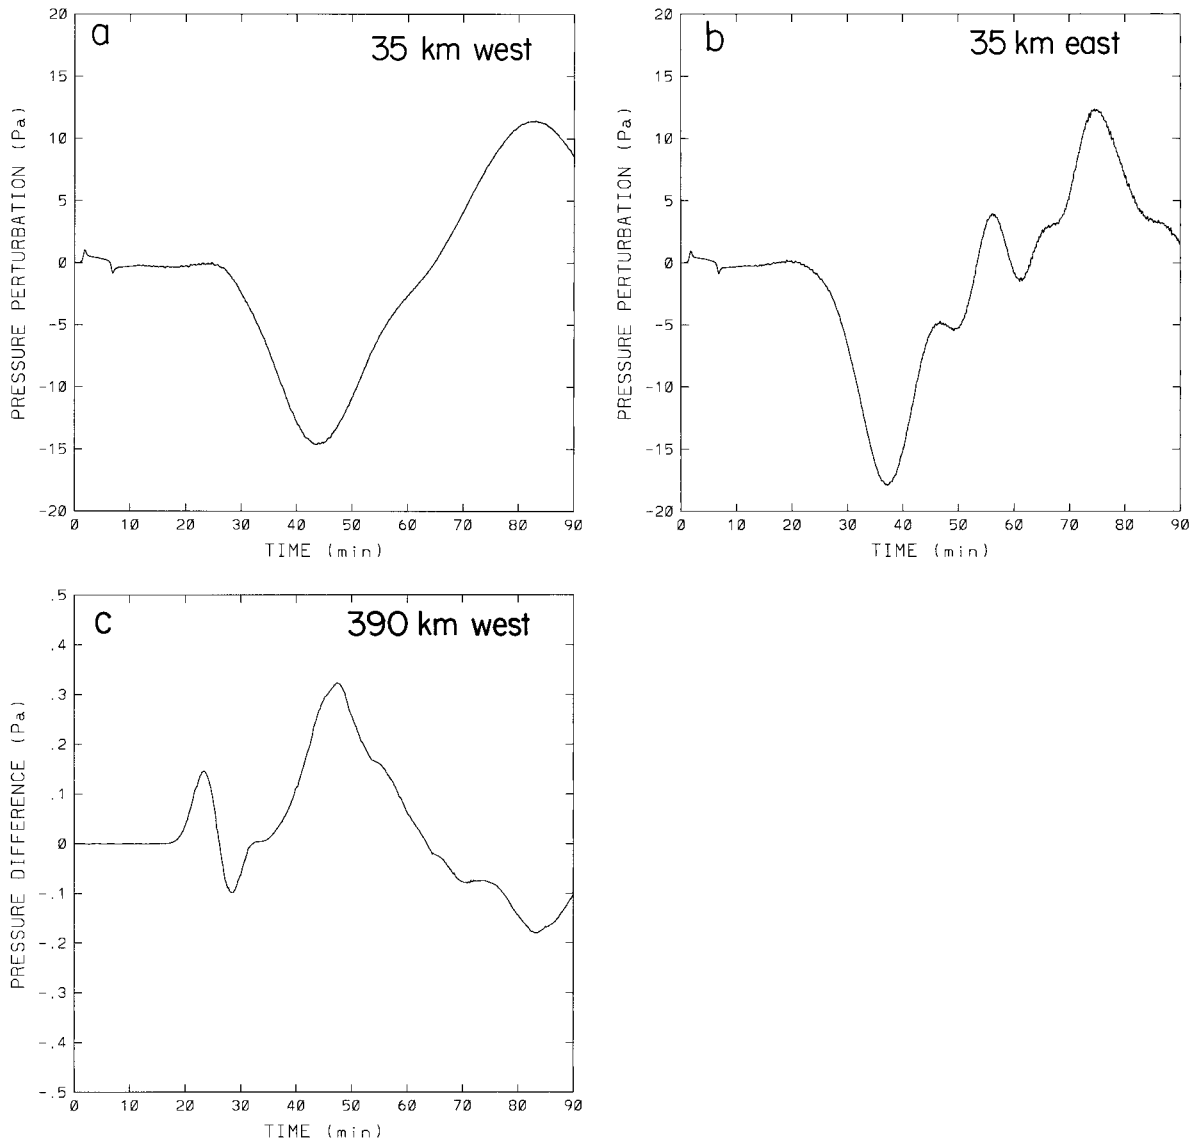 a
35 km west
PRESSURE PERTURBATION (Pa)
20
15
10
5
0
-5
-10
-15
-20
0 10 20 30 40 50 60 70 80 90
TIME (min)
b
35 km east
PRESSURE PERTURBATION (Pa)
20
15
10
5
0
-5
-10
-15
-20
0 10 20 30 40 50 60 70 80 90
TIME (min)
c
390 km west
PRESSURE DIFFERENCE (Pa)
.5
.4
.3
.2
.1
0
-.1
-.2
-.3
-.4
-.5
0 10 20 30 40 50 60 70 80 90
TIME (min)